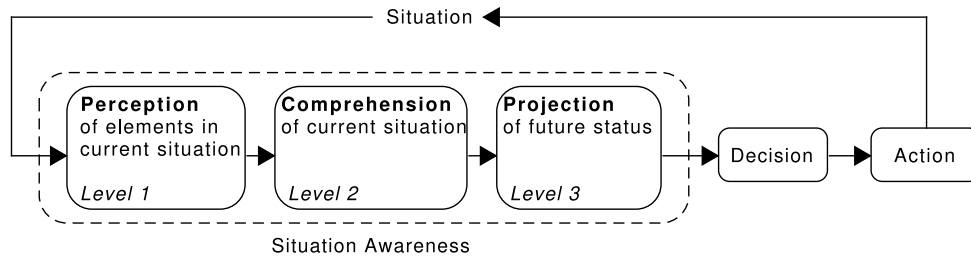 Situation
Perception
of elements in
current situation
Level 1
Comprehension
of current situation
Level 2
Projection
of future status
Level 3
Decision
Action
Situation Awareness